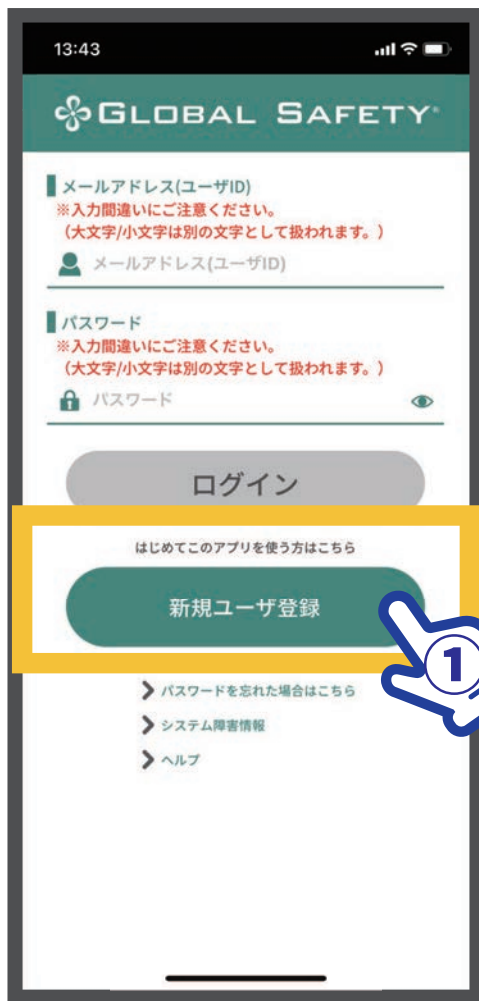 13:43
GLOBAL SAFETY
メールアドレス(ユーザID)
※入力間違いにご注意ください。
（大文字/小文字は別の文字として扱われます。）
メールアドレス(ユーザID)
パスワード
※入力間違いにご注意ください。
（大文字/小文字は別の文字として扱われます。）
パスワード
ログイン
はじめてこのアプリを使う方はこちら
新規ユーザ登録
1
パスワードを忘れた場合はこちら
システム障害情報
ヘルプ